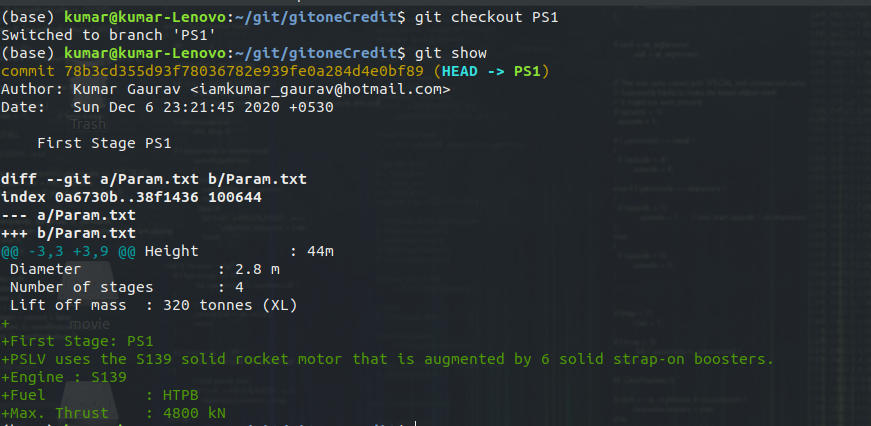 (base) kumar@kumar-Lenovo:~/git/gitoneCredit$ git checkout PS1
Switched to branch 'PS1'
(base) kumar@kumar-Lenovo:~/git/gitoneCredit$ git show
commit 78b3cd355d93f78036782e939fe0a284d4e0bf89 (HEAD -> PS1)
Author: Kumar Gaurav <iamkumar_gaurav@hotmail.com>
Date:   Sun Dec 6 23:21:45 2020 +0530
Trash
    First Stage PS1
diff --git a/Param.txt b/Param.txt
index 0a6730b..38f1436 100644
--- a/Param.txt
+++ b/Param.txt
@@ -3,3 +3,9 @@ Height          : 44m
 Diameter               : 2.8 m
 Number of stages       : 4
 Lift off mass  : 320 tonnes (XL)
+
movie
+First Stage: PS1
+PSLV uses the S139 solid rocket motor that is augmented by 6 solid strap-on boosters.
+Engine : S139
+Fuel           : HTPB
+Max. Thrust    : 4800 kN